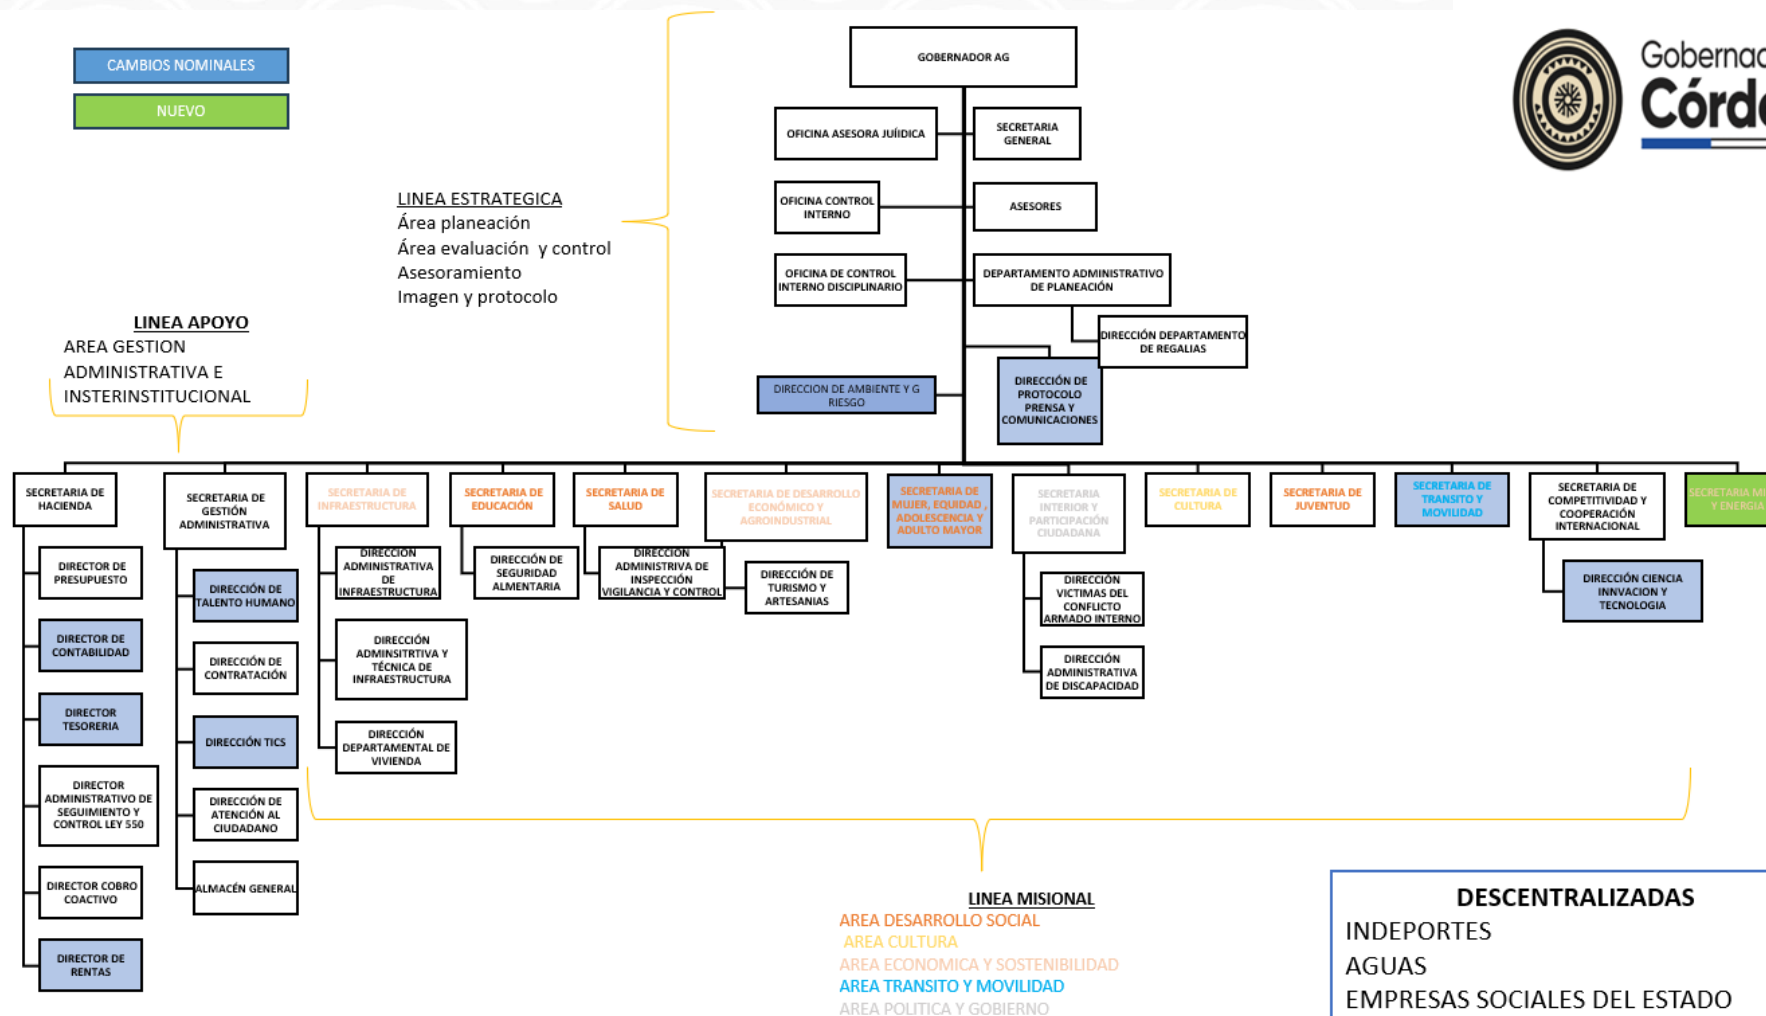 CAMBIOS NOMINALES
NUEVO
GOBERNADOR AG
OFICINA ASESORA JUÍIDICA
SECRETARIA
GENERAL
OFICINA CONTROL
INTERNO
ASESORES
OFICINA DE CONTROL
INTERNO DISCIPLINARIO
DEPARTAMENTO ADMINISTRATIVO
DE PLANEACIÓN
DIRECCIÓN DEPARTAMENTO
DE REGALIAS
DIRECCION DE AMBIENTE Y G
RIESGO
DIRECCIÓN DE
PROTOCOLO
PRENSA Y
COMUNICACIONES
LINEA ESTRATEGICA
Área planeación
Área evaluación y control
Asesoramiento
Imagen y protocolo
LINEA APOYO
AREA GESTION
ADMINISTRATIVA E
INSTERINSTITUCIONAL
SECRETARIA DE
HACIENDA
DIRECTOR DE
PRESUPUESTO
DIRECTOR DE
CONTABILIDAD
DIRECTOR
TESORERIA
DIRECTOR
ADMINISTRATIVO DE
SEGUIMIENTO Y
CONTROL LEY 550
DIRECTOR COBRO
COACTIVO
DIRECTOR DE
RENTAS
SECRETARIA DE
GESTIÓN
ADMINISTRATIVA
DIRECCIÓN DE
TALENTO HUMANO
DIRECCIÓN DE
CONTRATACIÓN
DIRECCIÓN TICS
DIRECCIÓN DE
ATENCIÓN AL
CIUDADANO
ALMACÉN GENERAL
SECRETARIA DE
INFRAESTRUCTURA
DIRECCION
ADMINISTRATIVA
DE
INFRAESTRUCTURA
DIRECCIÓN
ADMINSITRTIVA Y
TÉCNICA DE
INFRAESTRUCTURA
DIRECCIÓN
DEPARTAMENTAL DE
VIVIENDA
SECRETARIA DE
EDUCACIÓN
DIRECCIÓN DE
SEGURIDAD
ALMENTARIA
SECRETARIA DE
SALUD
DIRECCION
ADMINISTRIVA DE
INSPECCIÓN
VIGILANCIA Y CONTROL
SECRETARIA DE DESARROLLO
ECONÓMICO Y
AGROINDUSTRIAL
DIRECCIÓN DE
TURISMO Y
ARTESANIAS
SECRETARIA DE
MUJER, EQUIDAD ,
ADOLESCENCIA Y
ADULTO MAYOR
SECRETARIA
INTERIOR Y
PARTICIPACIÓN
CIUDADANA
DIRECCIÓN
VICTIMAS DEL
CONFLICTO
ARMADO INTERNO
DIRECCIÓN
ADMINISTRATIVA
DE DISCAPACIDAD
SECRETARIA DE
CULTURA
SECRETARIA DE
JUVENTUD
SECRETARIA DE
TRANSITO Y
MOVILIDAD
SECRETARIA DE
COMPETITIVIDAD Y
COOPERACIÓN
INTERNACIONAL
DIRECCIÓN CIENCIA
INNVACION Y
TECNOLOGIA
SECRETARIA MI
Y ENERGIA
LINEA MISIONAL
AREA DESARROLLO SOCIAL
AREA CULTURA
AREA ECONOMICA Y SOSTENIBILIDAD
AREA TRANSITO Y MOVILIDAD
AREA POLITICA Y GOBIERNO
DESCENTRALIZADAS
INDEPORTES
AGUAS
EMPRESAS SOCIALES DEL ESTADO
Gobernac
Córd